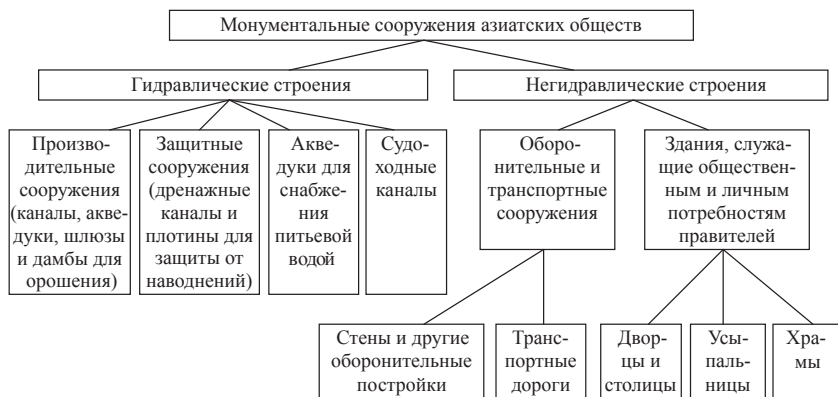 Монументальные сооружения азиатских обществ
Гидравлические строения
Негидравлические строения
Произво-
дительные
сооружения
(каналы, акве-
дуки, шлюзы
и дамбы для
орошения)
Защитные
сооружения
(дренажные
каналы и
плотины для
защиты от
наводнений)
Акве-
дуки для
снабже-
ния
питьевой
водой
Судо-
ходные
каналы
Оборо-
нительные и
транспортные
сооружения
Здания, служа-
щие обществен-
ным и личным
потребностям
правителей
Стены и другие
оборонительные
постройки
Транс-
портные
дороги
Двор-
цы и
столицы
Усы-
паль-
ницы
Хра-
мы